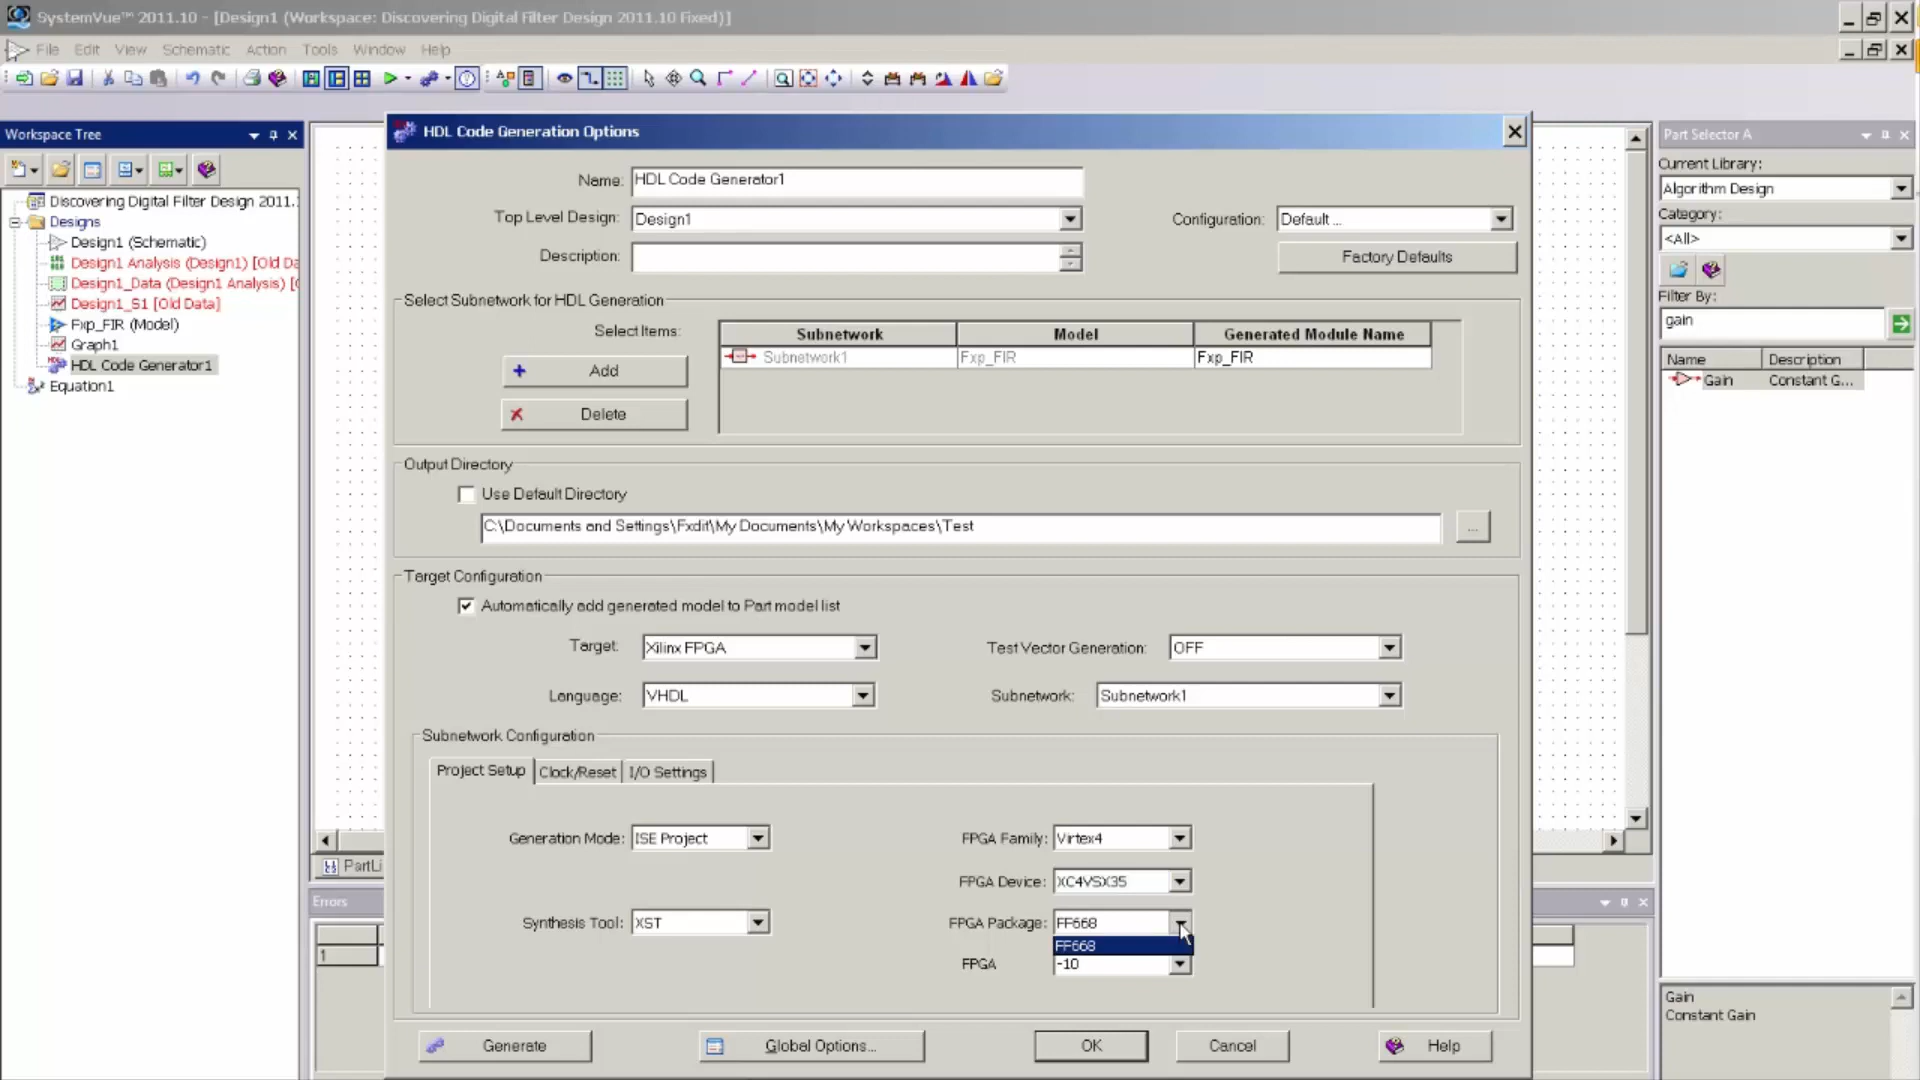 SystemVue™ 2011.10 - [Design1 (Workspace: Discovering Digital Filter Design 2011.10 Fixed)]
File Edit View Schematic Action Tools Window Help
Workspace Tree
Discovering Digital Filter Design 2011.
Designs
Design1 (Schematic)
Design1 Analysis (Design1) [Old Da
Design1_Data (Design1 Analysis) [
Design1_S1 [Old Data]
Fxp_FIR (Model)
Graph1
HDL Code Generator1
Equation1
HDL Code Generation Options
Name: HDL Code Generator1
Top Level Design: Design1
Configuration: Default ...
Description:
Factory Defaults
Select Subnetwork for HDL Generation
Select Items:
Add
Delete
Subnetwork Model Generated Module Name
Subnetwork1 Fxp_FIR Fxp_FIR
Output Directory
Use Default Directory
C:\Documents and Settings\Fxdit\My Documents\My Workspaces\Test
...
Target Configuration
Automatically add generated model to Part model list
Target: Xilinx FPGA
Test Vector Generation: OFF
Language: VHDL
Subnetwork: Subnetwork1
Subnetwork Configuration
Project Setup Clock/Reset I/O Settings
Generation Mode: ISE Project
FPGA Family: Virtex4
FPGA Device: XC4VSX35
Synthesis Tool: XST
FPGA Package: FF668
FF668
FPGA -10
Generate
Global Options...
OK
Cancel
Help
PartLi
Errors
1
Part Selector A
Current Library:
Algorithm Design
Category:
<All>
Filter By:
gain
Name Description
Gain Constant G...
Gain
Constant Gain